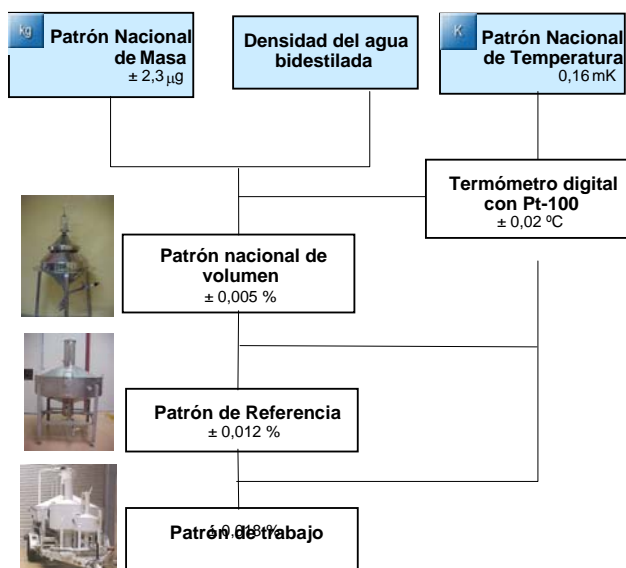 kg
Patrón Nacional
de Masa
± 2,3 µg
Densidad del agua
bidestilada
K
Patrón Nacional
de Temperatura
0,16 mK
Termómetro digital
con Pt-100
± 0,02 ºC
Patrón nacional de
volumen
± 0,005 %
Patrón de Referencia
± 0,012 %
Patrón de trabajo
± 0,018 %